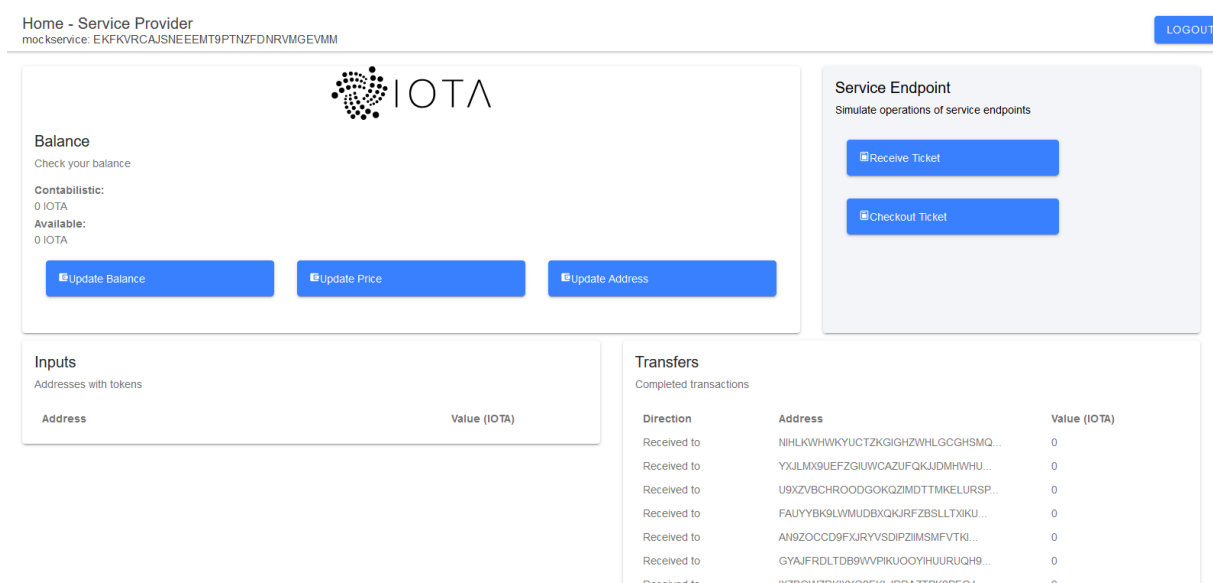 Home - Service Provider
mockservice: EKFKVRCAJSNEEEMT9PTNZFDNRVMGEVMM
LOGOUT
IOTA
Balance
Check your balance
Contabilistic:
0 IOTA
Available:
0 IOTA
Update Balance
Update Price
Update Address
Service Endpoint
Simulate operations of service endpoints
Receive Ticket
Checkout Ticket
Inputs
Addresses with tokens
Address Value (IOTA)
Transfers
Completed transactions
Direction Address Value (IOTA)
Received to NIHLKWHWKYUCTZKGIGHZWHLGCGHSMQ... 0
Received to YXJLMX9UEFZGIUWCAZUFQKJJDMHWHU... 0
Received to U9XZVBCHROODGOKQZIMDTTMKELURSP... 0
Received to FAUYYBK9LWMUDBXQKJRFZBSLLTXIKU... 0
Received to AN9ZOCCD9FXJRYVSDIPZIIMSMFVTKI... 0
Received to GYAJFRDLTDB9WVPIKUOOYIHUURUQH9... 0